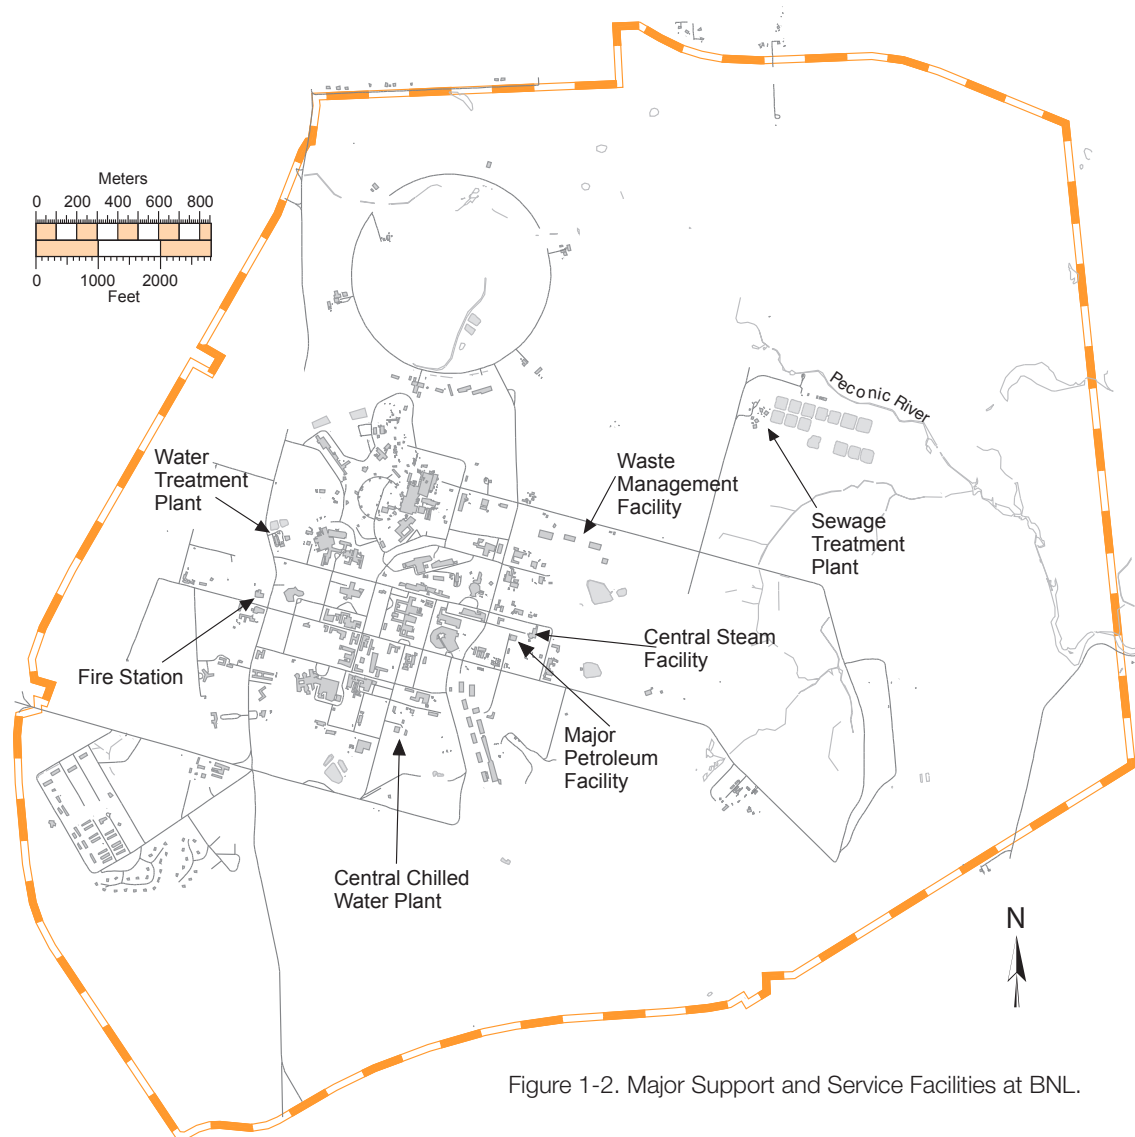 Meters
0 200 400 600 800
0 1000 2000
Feet
Peconic River
Water
Treatment
Plant
Waste
Management
Facility
Sewage
Treatment
Plant
Fire Station
Central Steam
Facility
Major
Petroleum
Facility
Central Chilled
Water Plant
N
Figure 1-2. Major Support and Service Facilities at BNL.